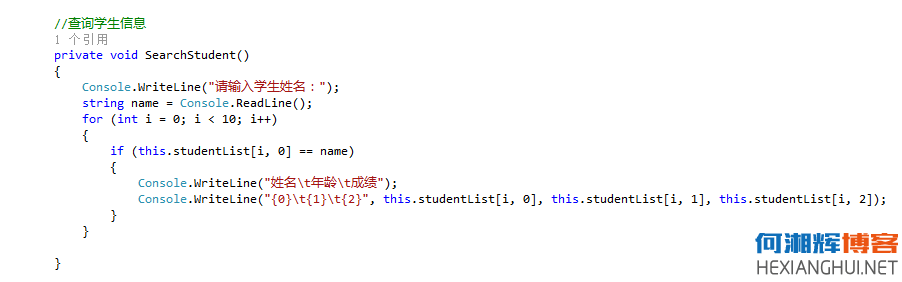 //查询学生信息
1 个引用
private void SearchStudent()
{
    Console.WriteLine("请输入学生姓名：");
    string name = Console.ReadLine();
    for (int i = 0; i < 10; i++)
    {
        if (this.studentList[i, 0] == name)
        {
            Console.WriteLine("姓名\t年龄\t成绩");
            Console.WriteLine("{0}\t{1}\t{2}", this.studentList[i, 0], this.studentList[i, 1], this.studentList[i, 2]);
        }
    }
}
何湘辉博客
HEXIANGHUI.NET